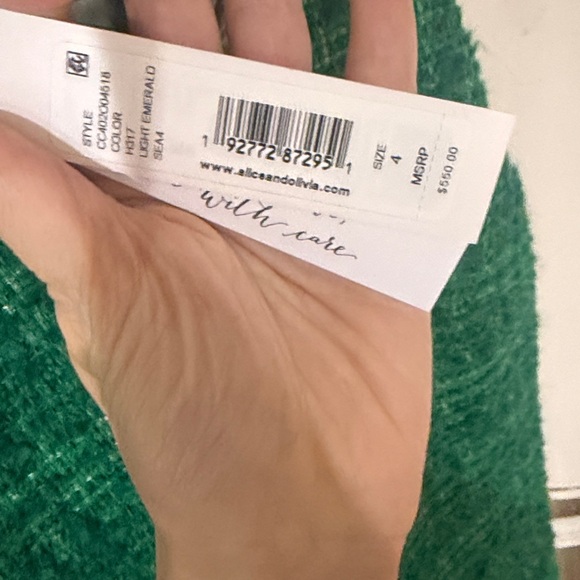 STYLE
CC402O04518
COLOR
H317
LIGHT EMERALD
SEA4
1 92772 87295 1
www.aliceandolivia.com
SIZE
4
MSRP
$550.00
with care